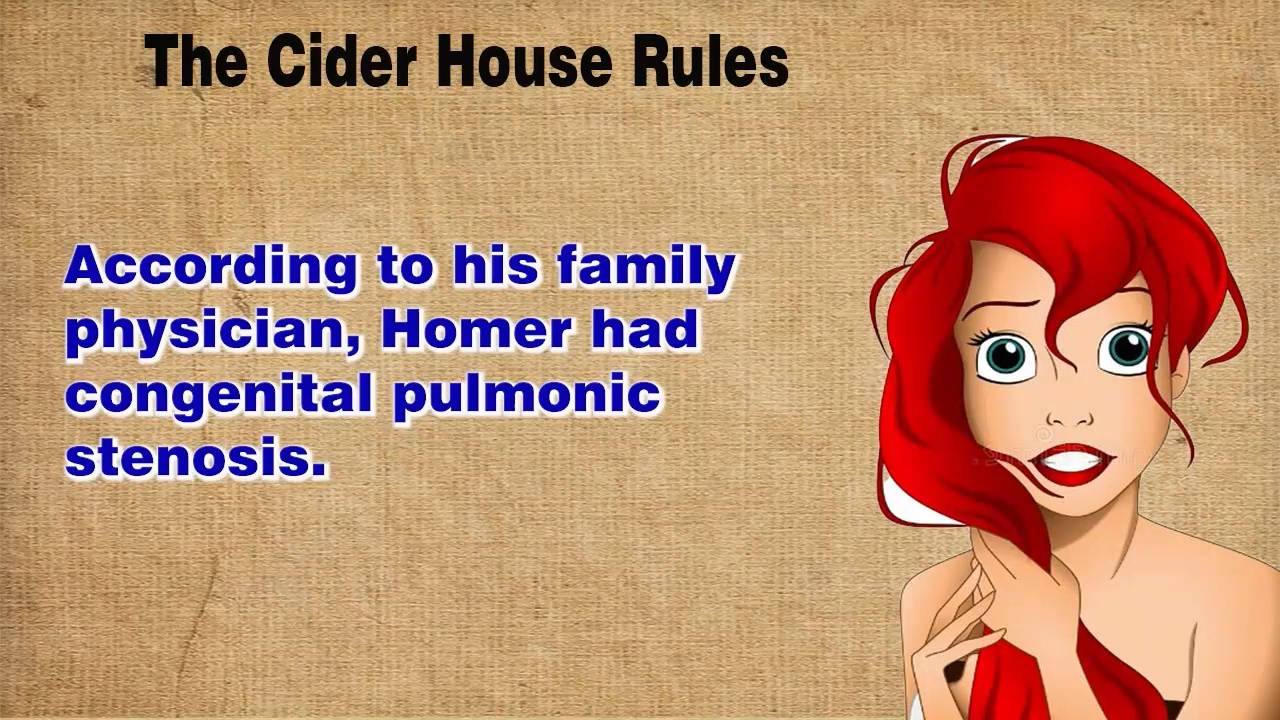 The Cider House Rules
According to his family
physician, Homer had
congenital pulmonic
stenosis.